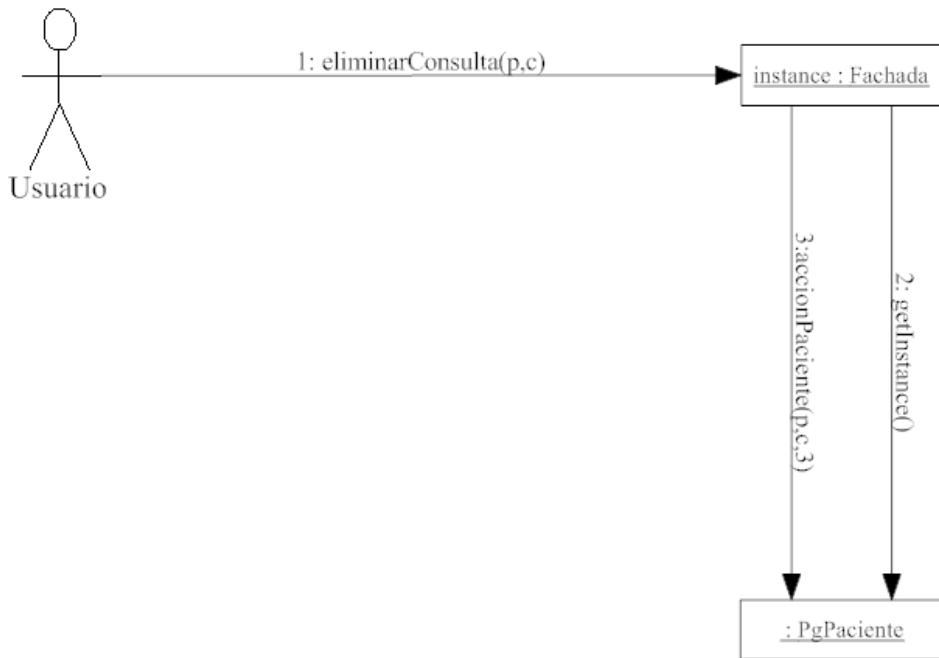 1: eliminarConsulta(p,c)
instance : Fachada
Usuario
3:accionPaciente(p,c,3)
2: getInstance()
: PgPaciente